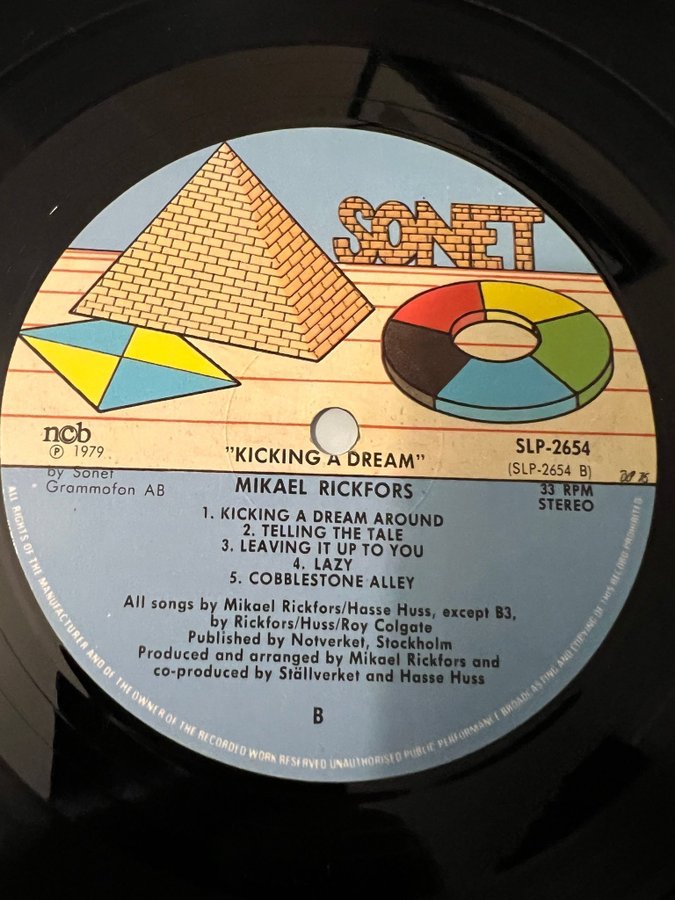 SONET
ncb
℗ 1979
by Sonet
Grammofon AB
"KICKING A DREAM"
MIKAEL RICKFORS
SLP-2654
(SLP-2654 B)
33 RPM
STEREO
1. KICKING A DREAM AROUND
2. TELLING THE TALE
3. LEAVING IT UP TO YOU
4. LAZY
5. COBBLESTONE ALLEY
All songs by Mikael Rickfors/Hasse Huss, except B3,
by Rickfors/Huss/Roy Colgate
Published by Notverket, Stockholm
Produced and arranged by Mikael Rickfors and
co-produced by Ställverket and Hasse Huss
B
ALL RIGHTS OF THE MANUFACTURER AND OF THE OWNER OF THE RECORDED WORK RESERVED UNAUTHORISED PUBLIC PERFORMANCE BROADCASTING AND COPYING OF THIS RECORD PROHIBITED